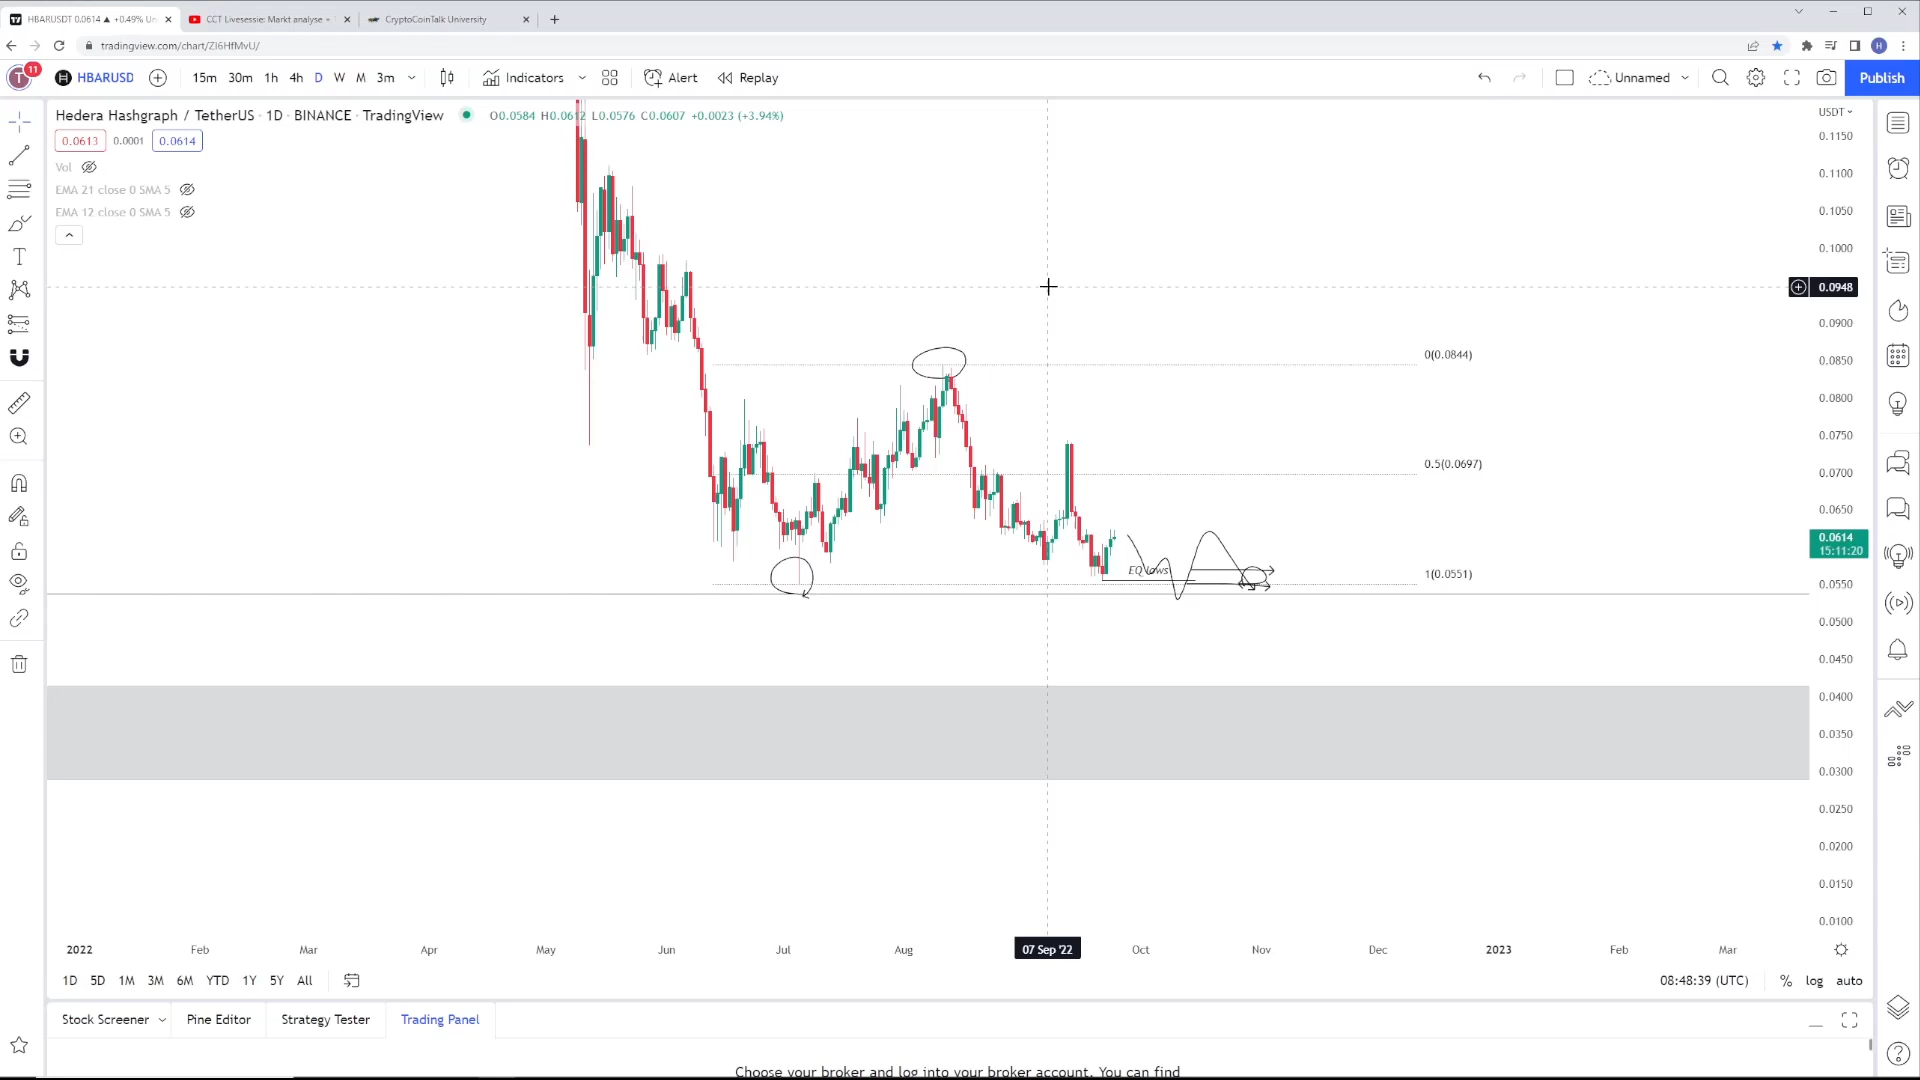 HBARUSDT 0.0614 ▲ +0.49% Un
CCT Livesessie: Markt analyse +
CryptoCoinTalk University
tradingview.com/chart/ZI6HfMvU/
H
T 11
HBARUSD 15m 30m 1h 4h D W M 3m Indicators Alert Replay Unnamed Publish
Hedera Hashgraph / TetherUS · 1D · BINANCE · TradingView O0.0584 H0.0612 L0.0576 C0.0607 +0.0023 (+3.94%)
0.0613 0.0001 0.0614
Vol
EMA 21 close 0 SMA 5
EMA 12 close 0 SMA 5
USDT
0.1150
0.1100
0.1050
0.1000
0.0948
0.0900
0.0850
0.0800
0.0750
0.0700
0.0650
0.0614
15:11:20
0.0550
0.0500
0.0450
0.0400
0.0350
0.0300
0.0250
0.0200
0.0150
0.0100
0(0.0844)
0.5(0.0697)
1(0.0551)
EQ lows
2022 Feb Mar Apr May Jun Jul Aug 07 Sep '22 Oct Nov Dec 2023 Feb Mar
1D 5D 1M 3M 6M YTD 1Y 5Y All 08:48:39 (UTC) % log auto
Stock Screener Pine Editor Strategy Tester Trading Panel
Choose your broker and log into your broker account. You can find